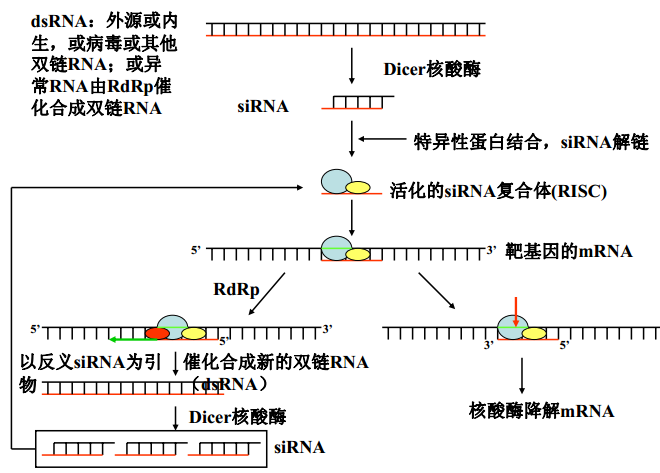 dsRNA：外源或内
生，或病毒或其他
双链RNA；或异
常RNA由RdRp催
化合成双链RNA
Dicer核酸酶
siRNA
特异性蛋白结合，siRNA解链
活化的siRNA复合体(RISC)
5’
3’
靶基因的mRNA
RdRp
5’
3’
5’
3’
5’
以反义siRNA为引
物
催化合成新的双链RNA
（dsRNA）
核酸酶降解mRNA
Dicer核酸酶
siRNA